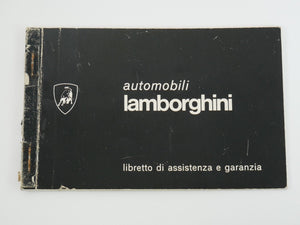 automobili
lamborghini
libretto di assistenza e garanzia